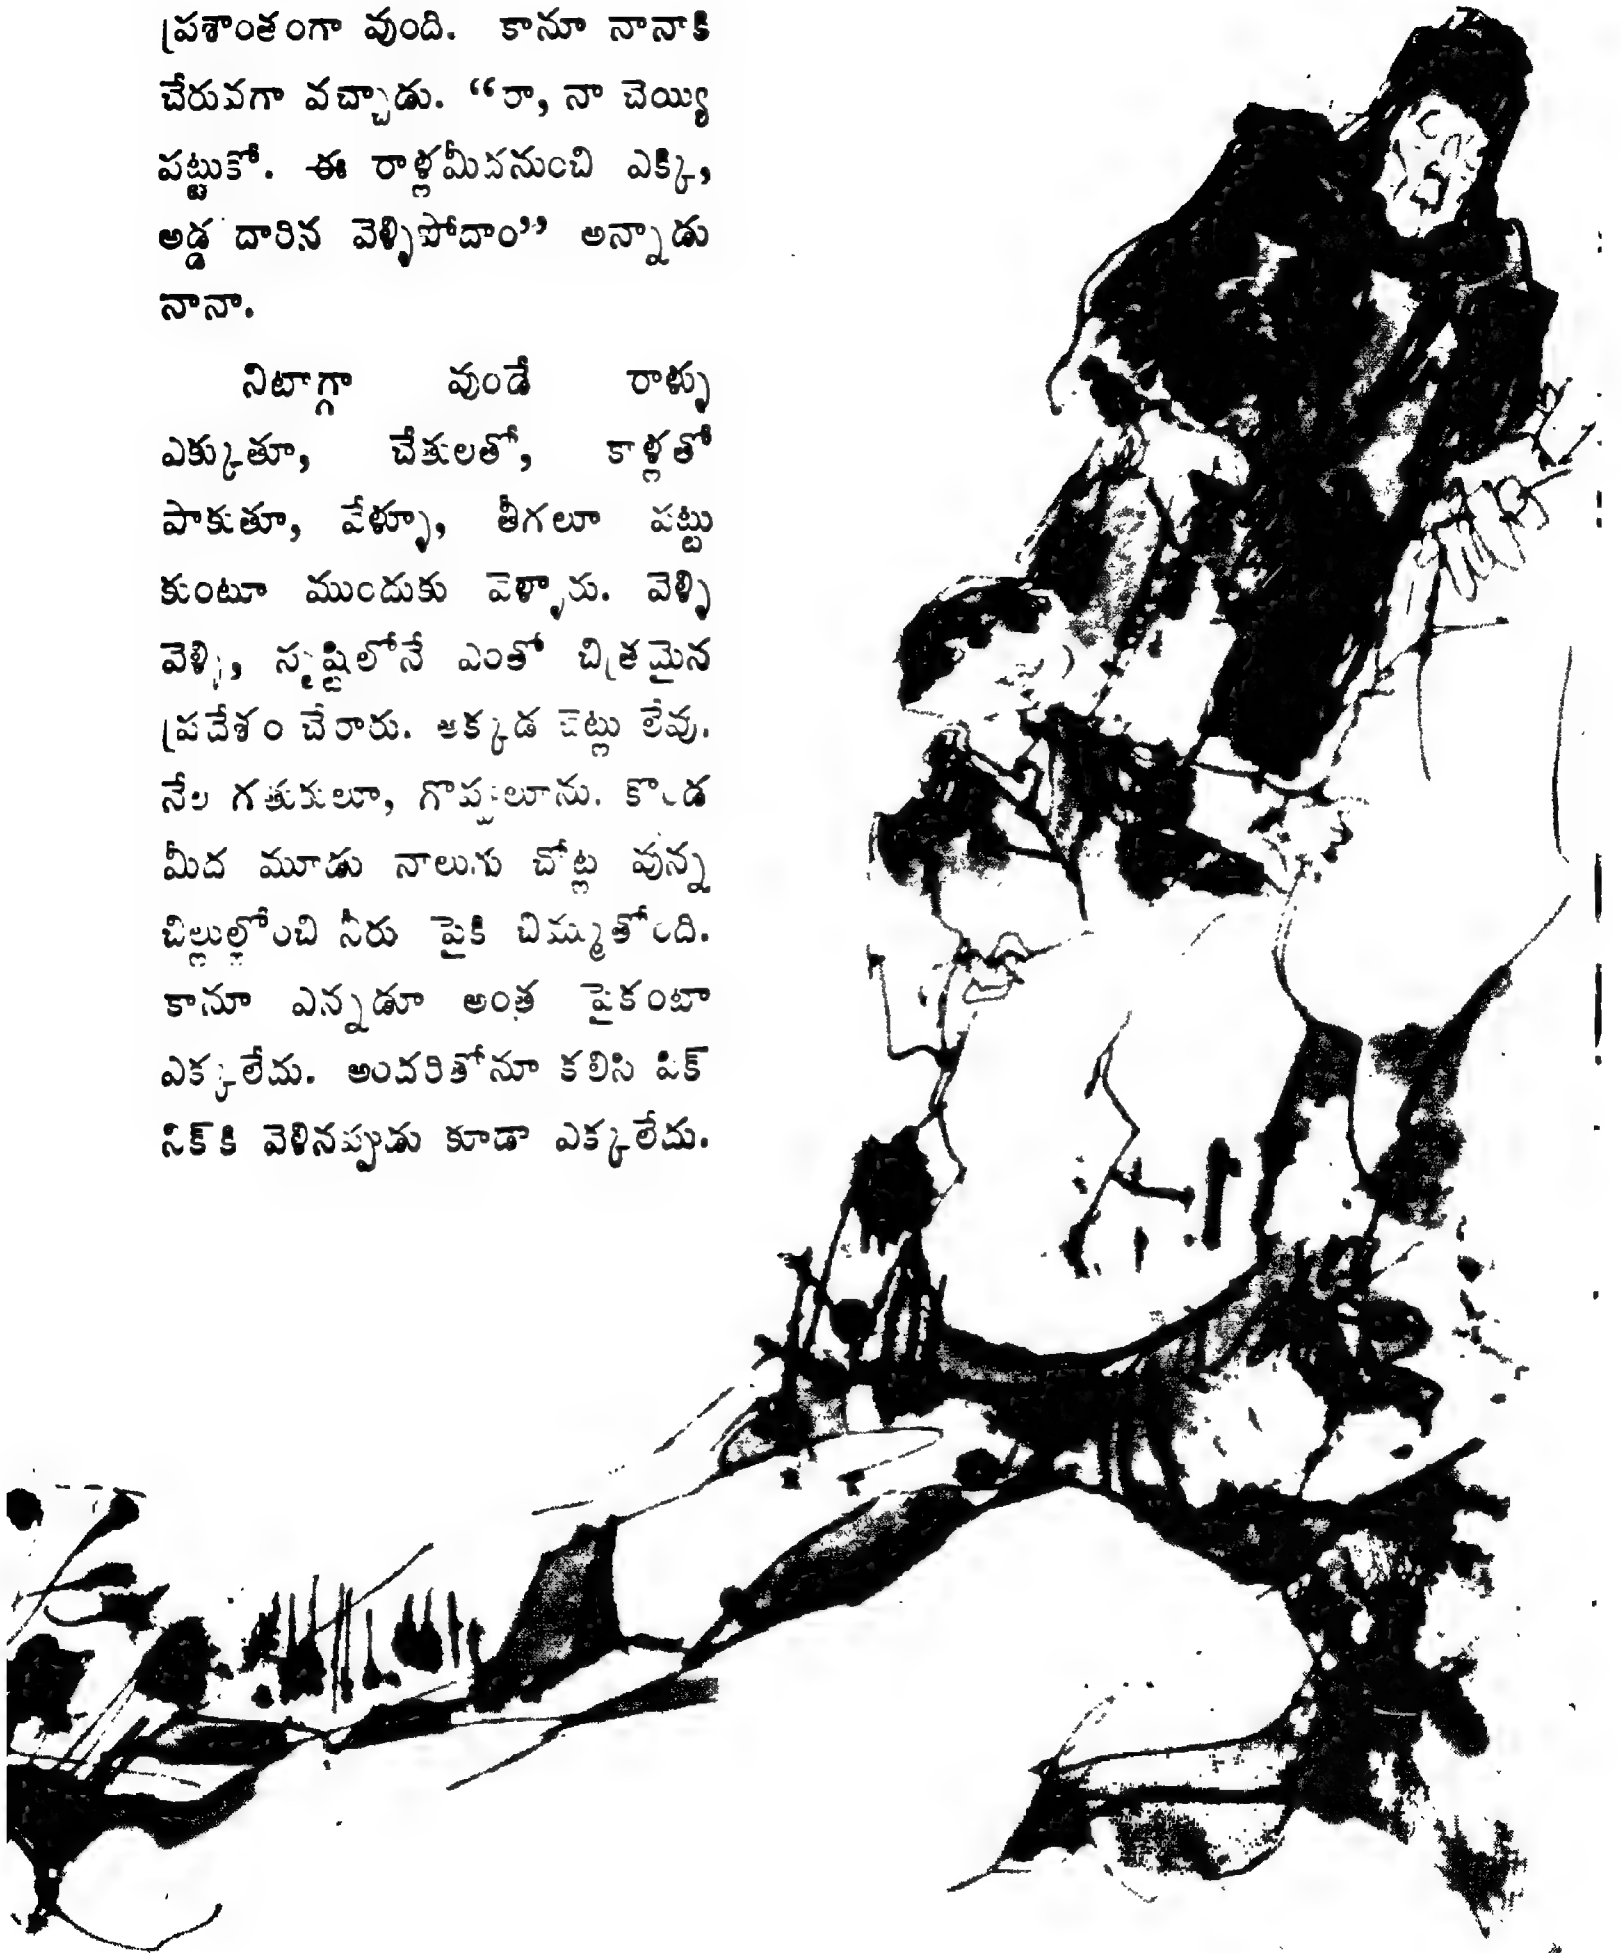 ప్రశాంతంగా వుంది. కానూ నానాకి
చేరువగా వచ్చాడు. “రా, నా చెయ్యి
పట్టుకో. ఈ రాళ్లమీదనుంచి ఎక్కి,
అడ్డ దారిన వెళ్ళిపోదాం” అన్నాడు
నానా.
నిటాగ్గా వుండే రాళ్ళు
ఎక్కుతూ, చేతులతో, కాళ్లతో
పాకుతూ, వేళ్ళూ, తీగలూ పట్టు
కుంటూ ముందుకు వెళ్ళారు. వెళ్ళి
వెళ్ళి, సృష్టిలోనే ఎంతో చిత్రమైన
ప్రదేశం చేరారు. అక్కడ చెట్లు లేవు.
నేల గతుకులూ, గొప్పులూను. కొండ
మీద మూడు నాలుగు చోట్ల వున్న
చిల్లుల్లోంచి నీరు పైకి చిమ్ముతోంది.
కానూ ఎన్నడూ అంత పైకంటా
ఎక్కలేదు. అందరితోనూ కలిసి పిక్
నిక్‌కి వెళినప్పుడు కూడా ఎక్కలేదు.